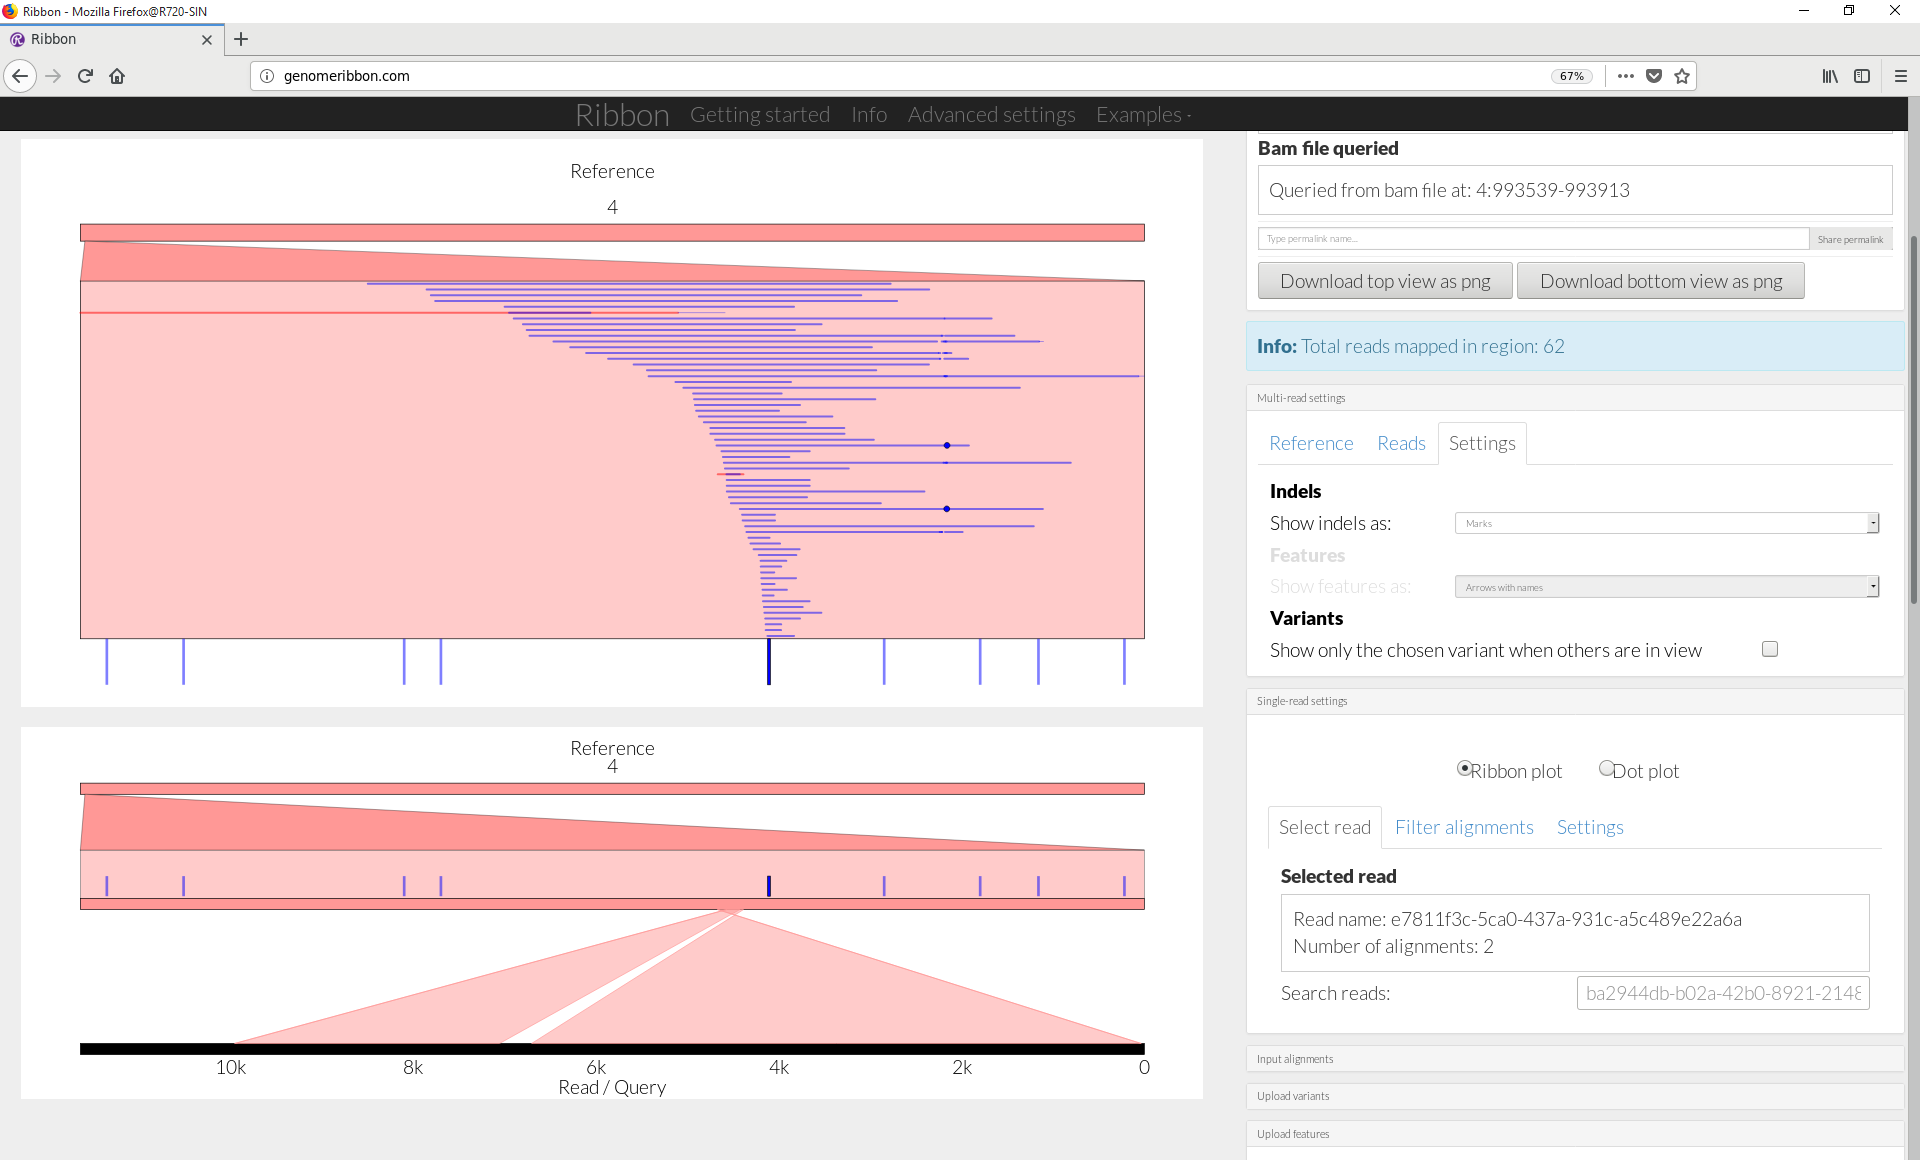 Ribbon - Mozilla Firefox@R720-SIN
Ribbon
genomeribbon.com
67%
Ribbon Getting started Info Advanced settings Examples
Reference
4
Reference
4
10k 8k 6k 4k 2k 0
Read / Query
Bam file queried
Queried from bam file at: 4:993539-993913
Type permalink name... Share permalink
Download top view as png Download bottom view as png
Info: Total reads mapped in region: 62
Multi-read settings
Reference Reads Settings
Indels
Show indels as: Marks
Features
Show features as: Arrows with names
Variants
Show only the chosen variant when others are in view
Single-read settings
Ribbon plot Dot plot
Select read Filter alignments Settings
Selected read
Read name: e7811f3c-5ca0-437a-931c-a5c489e22a6a
Number of alignments: 2
Search reads: ba2944db-b02a-42b0-8921-2148
Input alignments
Upload variants
Upload features